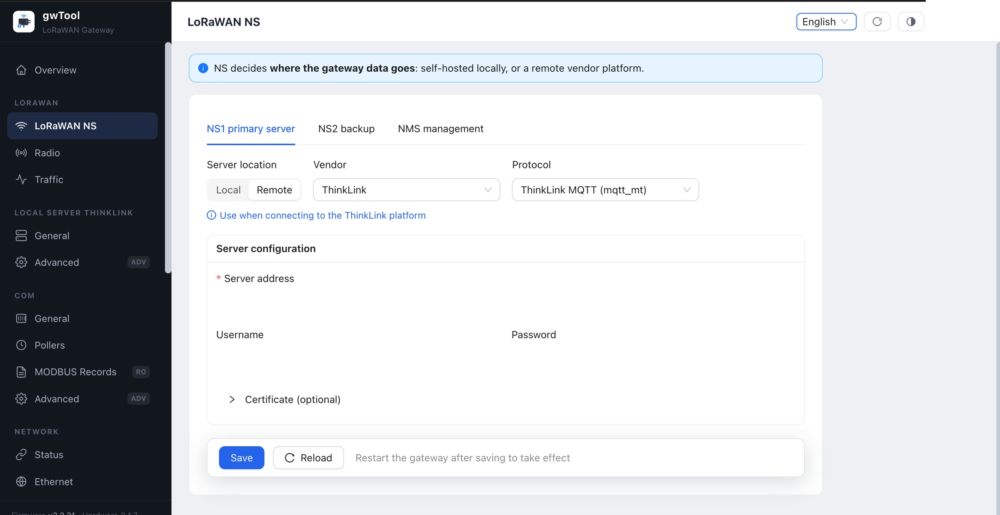 gwTool
LoRaWAN Gateway
Overview
LORAWAN
LoRaWAN NS
Radio
Traffic
LOCAL SERVER THINKLINK
General
Advanced ADV
COM
General
Pollers
MODBUS Records RO
Advanced ADV
NETWORK
Status
Ethernet
LoRaWAN NS
English
NS decides where the gateway data goes: self-hosted locally, or a remote vendor platform.
NS1 primary server NS2 backup NMS management
Server location Vendor Protocol
Local Remote ThinkLink ThinkLink MQTT (mqtt_mt)
Use when connecting to the ThinkLink platform
Server configuration
* Server address
Username Password
Certificate (optional)
Save Reload Restart the gateway after saving to take effect